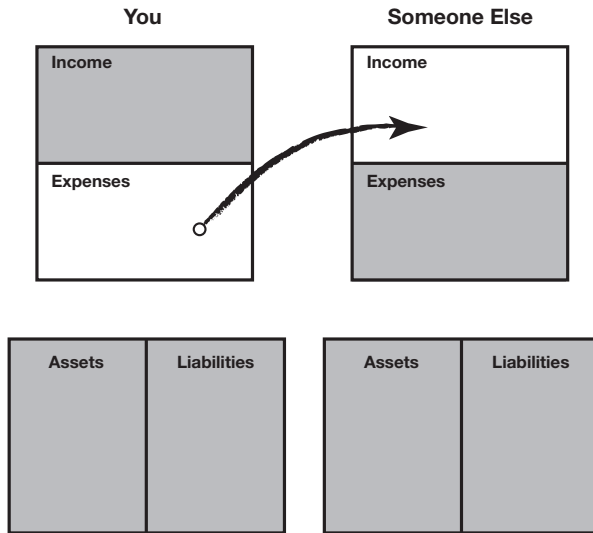 You
Someone Else
Income
Expenses
Income
Expenses
Assets
Liabilities
Assets
Liabilities